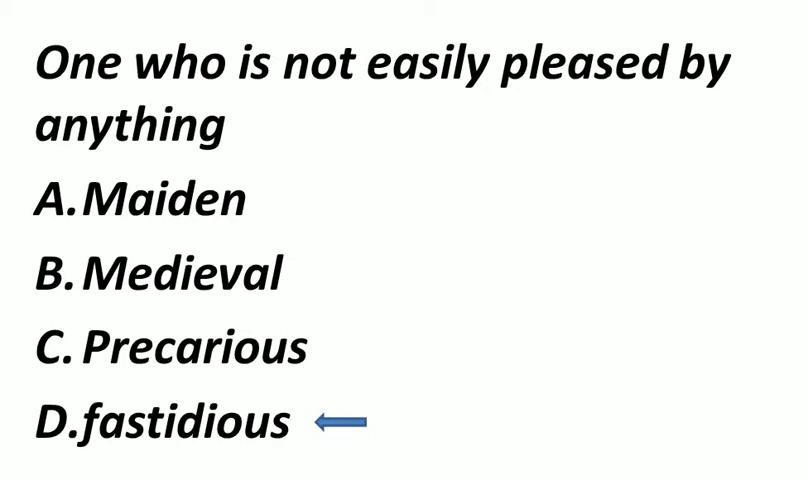 One who is not easily pleased by
anything
A.Maiden
B.Medieval
C.Precarious
D.fastidious